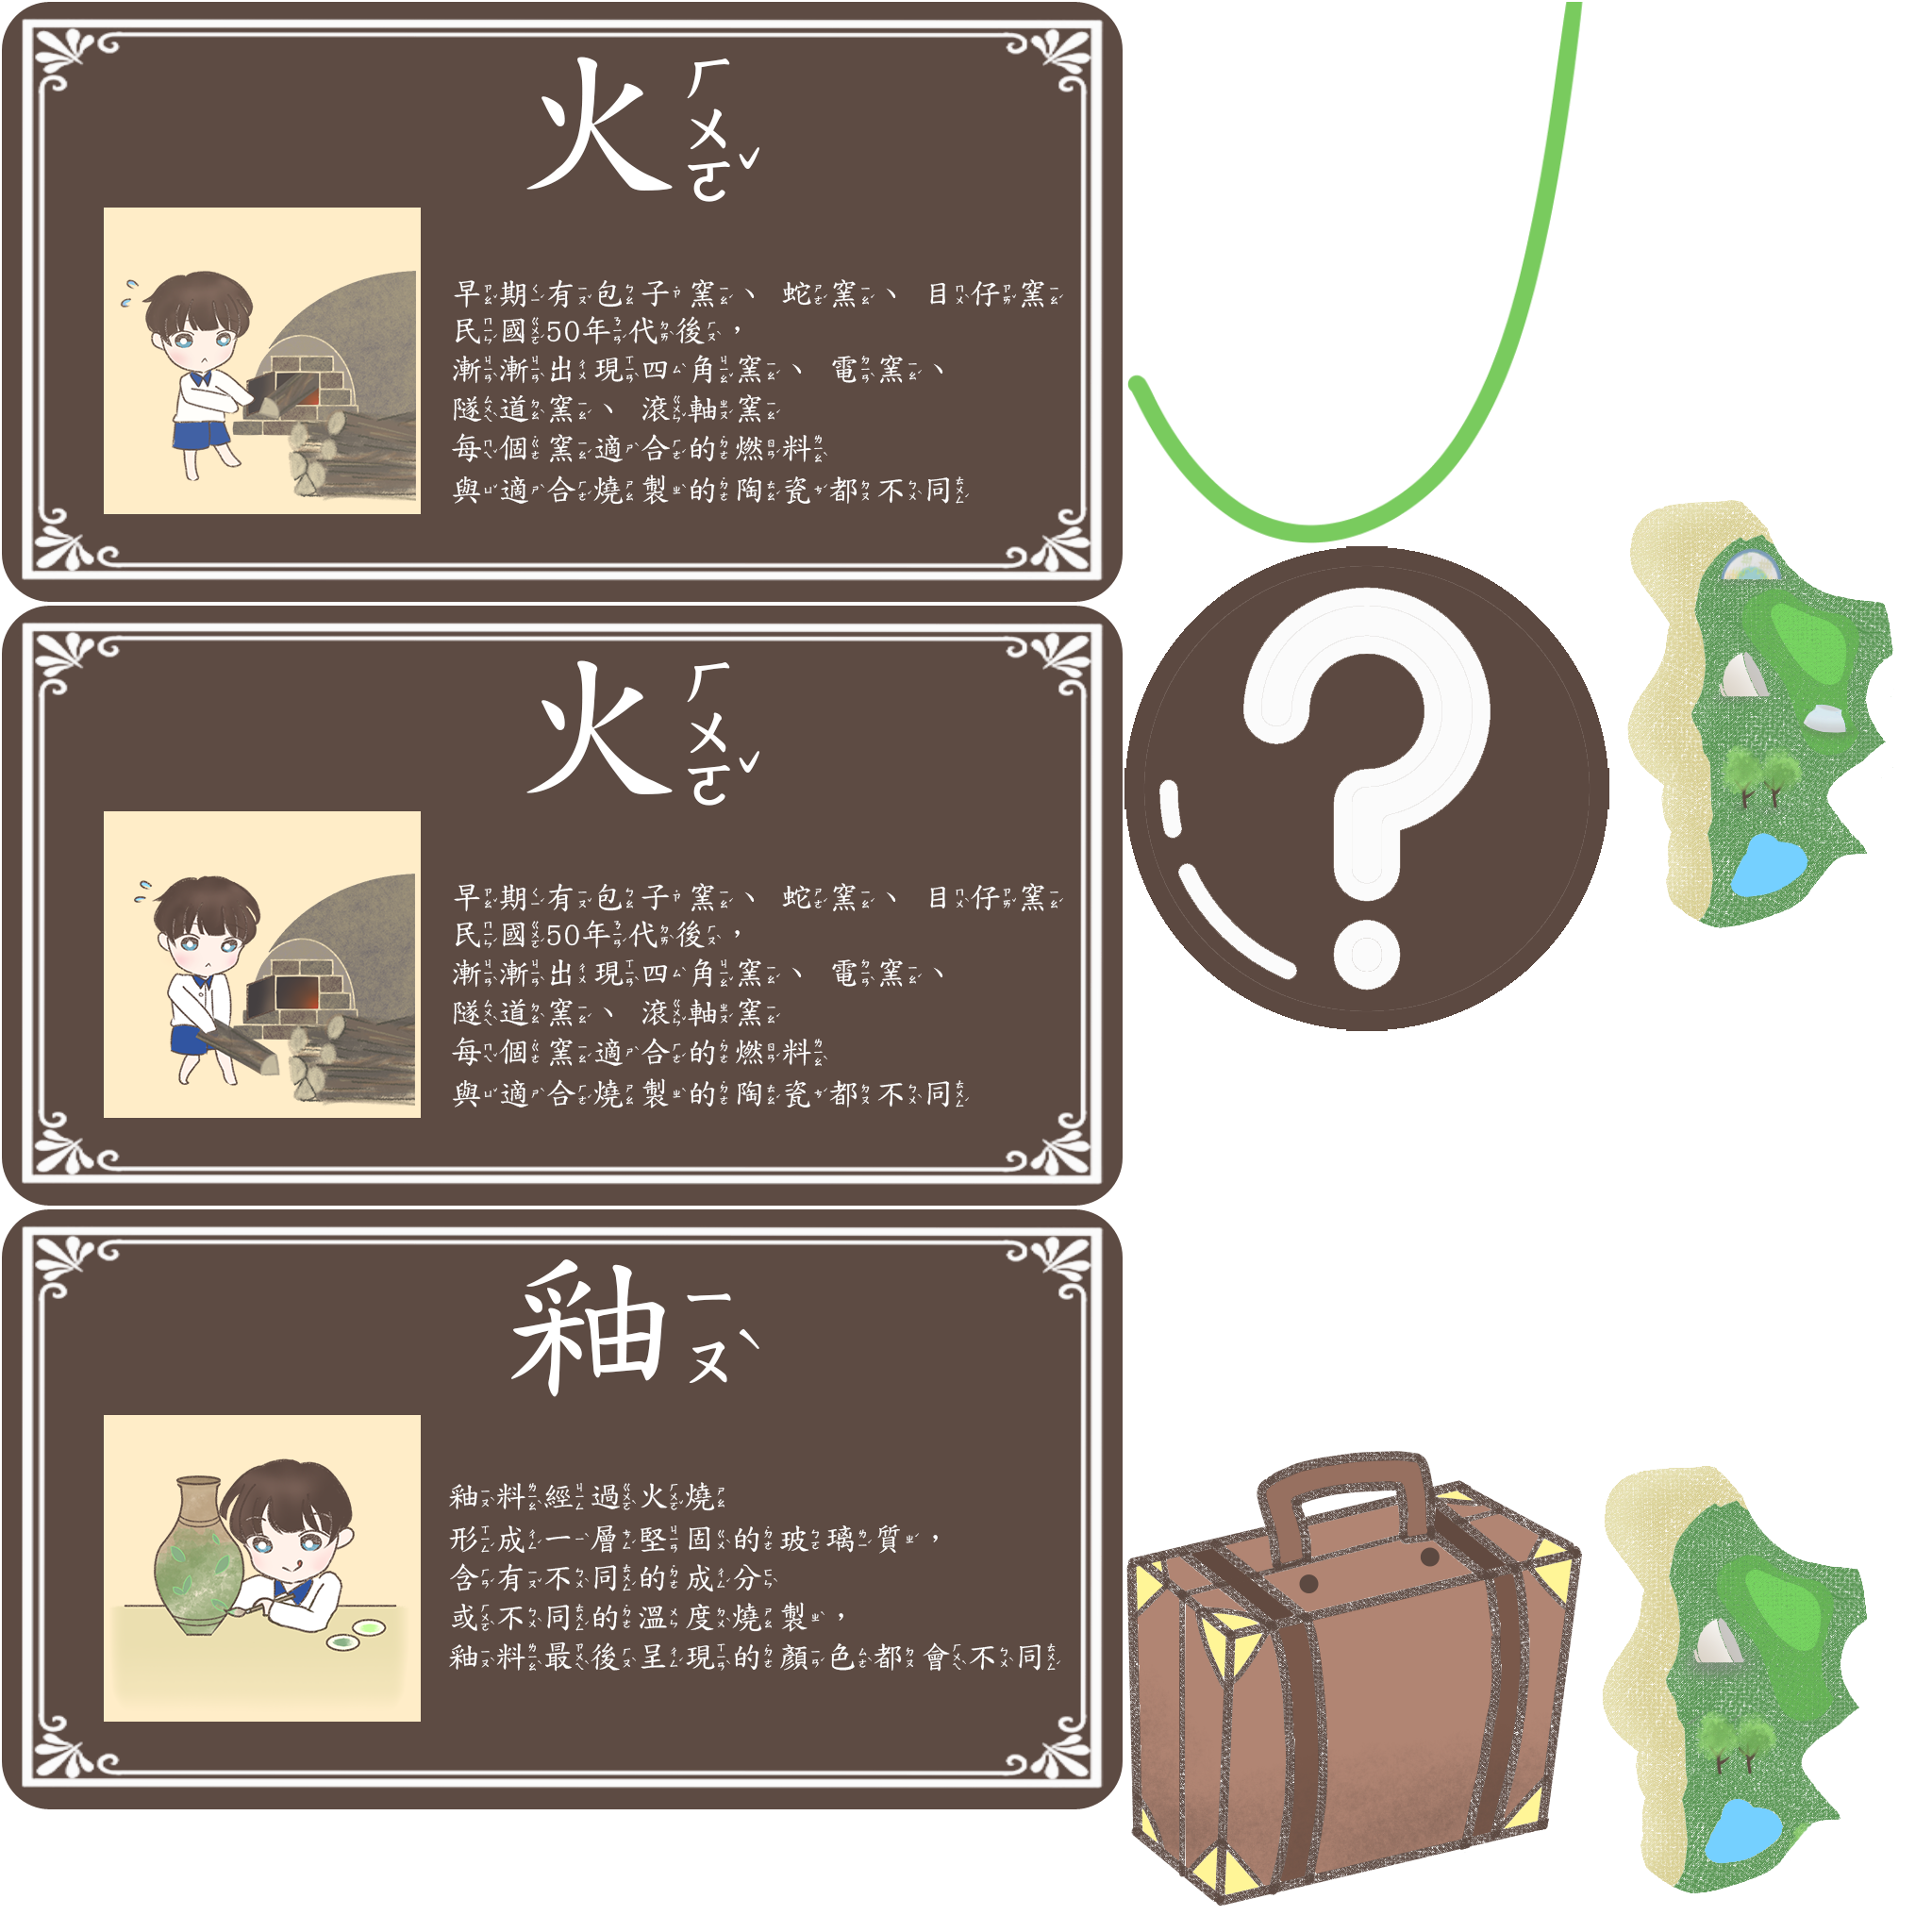 火 ㄏㄨㄛˇ
早期有包子窯、蛇窯、目仔窯
民國50年代後，
漸漸出現四角窯、電窯、
隧道窯、滾軸窯
每個窯適合的燃料
與適合燒製的陶瓷都不同
火 ㄏㄨㄛˇ
早期有包子窯、蛇窯、目仔窯
民國50年代後，
漸漸出現四角窯、電窯、
隧道窯、滾軸窯
每個窯適合的燃料
與適合燒製的陶瓷都不同
釉 ㄧㄡˋ
釉料經過火燒
形成一層堅固的玻璃質，
含有不同的成分
或不同的溫度燒製，
釉料最後呈現的顏色都會不同
?